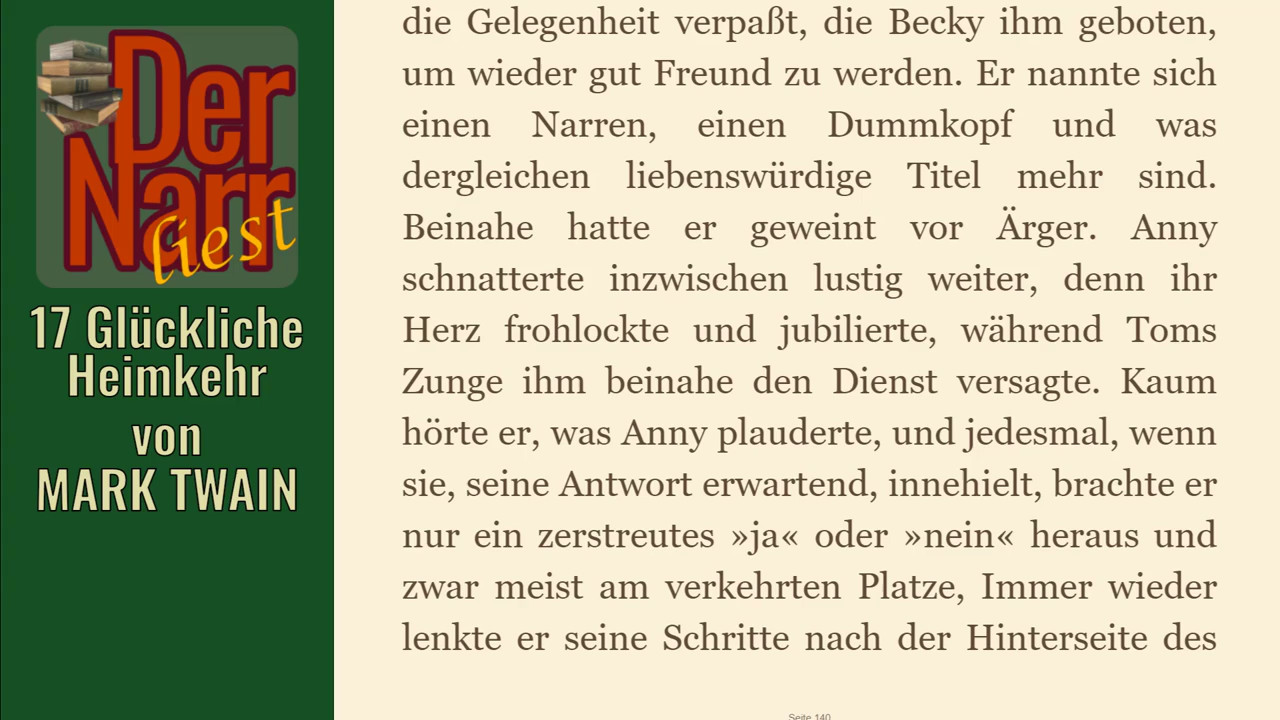 Der
Narr
liest
17 Glückliche
Heimkehr
von
MARK TWAIN
die Gelegenheit verpaßt, die Becky ihm geboten,
um wieder gut Freund zu werden. Er nannte sich
einen Narren, einen Dummkopf und was
dergleichen liebenswürdige Titel mehr sind.
Beinahe hatte er geweint vor Ärger. Anny
schnatterte inzwischen lustig weiter, denn ihr
Herz frohlockte und jubilierte, während Toms
Zunge ihm beinahe den Dienst versagte. Kaum
hörte er, was Anny plauderte, und jedesmal, wenn
sie, seine Antwort erwartend, innehielt, brachte er
nur ein zerstreutes »ja« oder »nein« heraus und
zwar meist am verkehrten Platze, Immer wieder
lenkte er seine Schritte nach der Hinterseite des
Seite 140